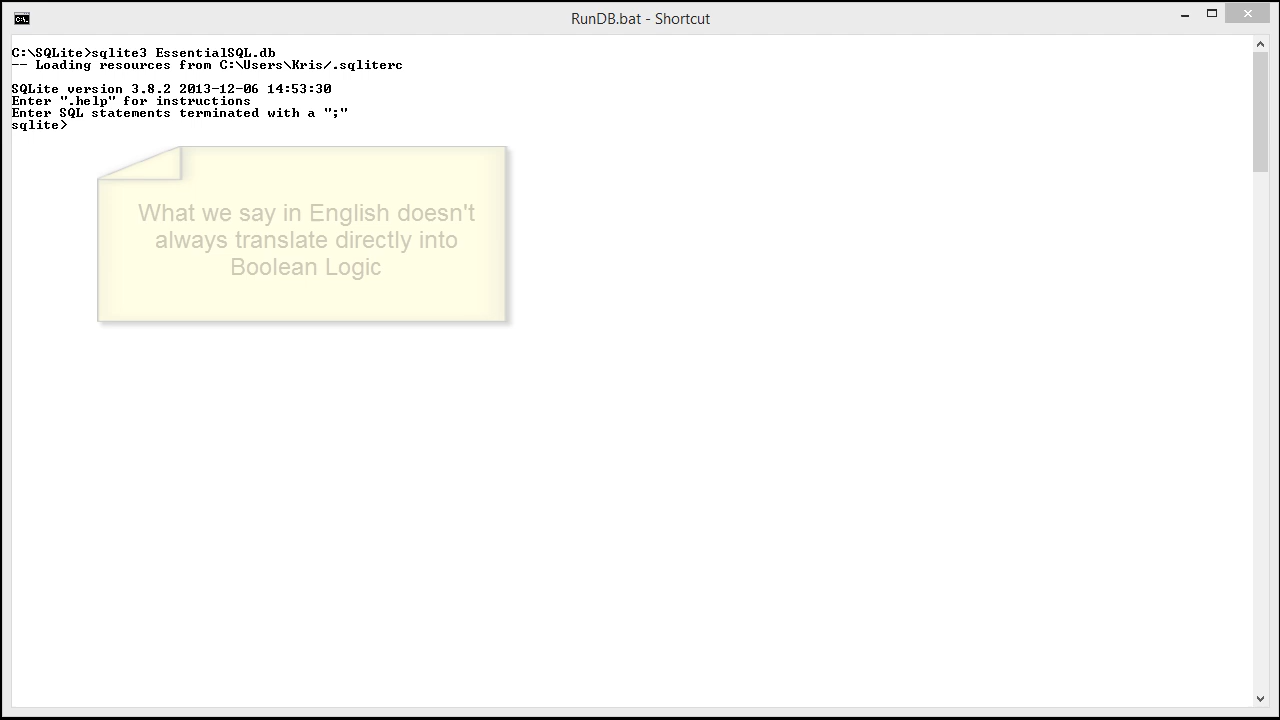 RunDB.bat - Shortcut
C:\SQLite>sqlite3 EssentialSQL.db
-- Loading resources from C:\Users\Kris/.sqliterc
SQLite version 3.8.2 2013-12-06 14:53:30
Enter ".help" for instructions
Enter SQL statements terminated with a ";"
sqlite>
What we say in English doesn't
always translate directly into
Boolean Logic